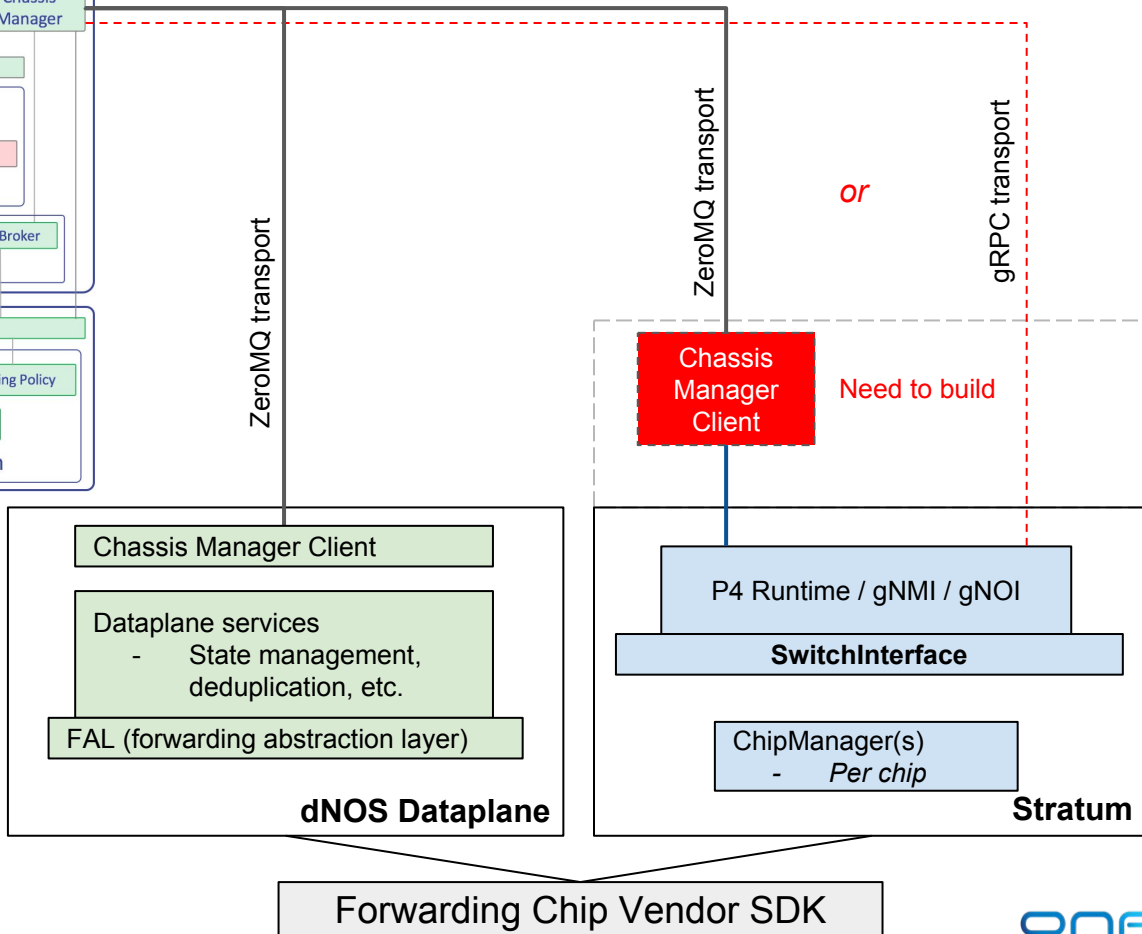 Chassis
Manager
Broker
ing Policy
ZeroMQ transport
ZeroMQ transport
or
gRPC transport
Chassis
Manager
Client
Need to build
Chassis Manager Client
Dataplane services
- State management,
deduplication, etc.
FAL (forwarding abstraction layer)
dNOS Dataplane
P4 Runtime / gNMI / gNOI
SwitchInterface
ChipManager(s)
- Per chip
Stratum
Forwarding Chip Vendor SDK